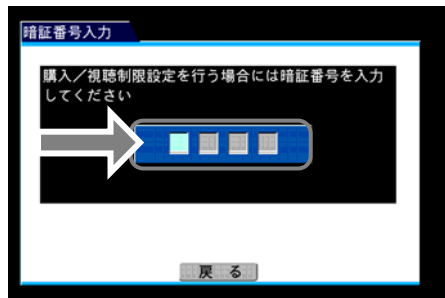 暗証番号入力
購入／視聴制限設定を行う場合には暗証番号を入力
してください
戻 る